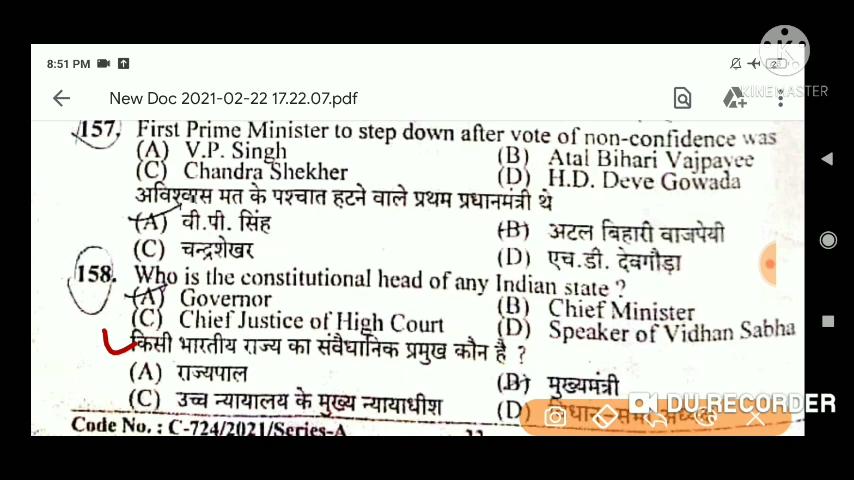 8:51 PM
KINEMASTER
New Doc 2021-02-22 17.22.07.pdf
157. First Prime Minister to step down after vote of non-confidence was
(A) V.P. Singh (B) Atal Bihari Vajpayee
(C) Chandra Shekher (D) H.D. Deve Gowada
अविश्वास मत के पश्चात हटने वाले प्रथम प्रधानमंत्री थे
(A) वी.पी. सिंह (B) अटल बिहारी वाजपेयी
(C) चन्द्रशेखर (D) एच.डी. देवगौड़ा
158. Who is the constitutional head of any Indian state ?
(A) Governor (B) Chief Minister
(C) Chief Justice of High Court (D) Speaker of Vidhan Sabha
किसी भारतीय राज्य का संवैधानिक प्रमुख कौन है ?
(A) राज्यपाल (B) मुख्यमंत्री
(C) उच्च न्यायालय के मुख्य न्यायाधीश (D)
DU RECORDER
Code No. : C-724/2021/Series-A